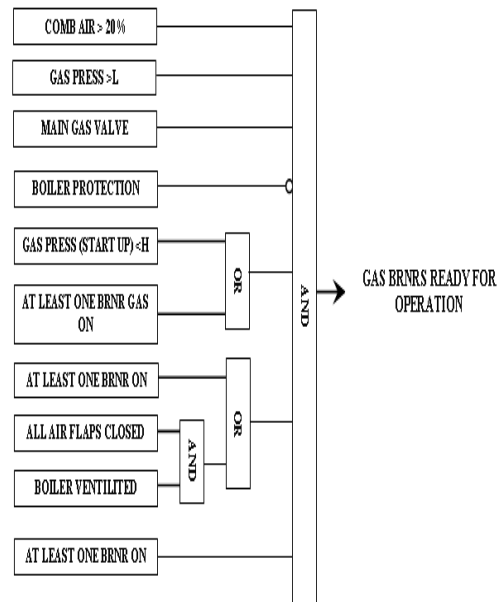 COMB AIR > 20%
GAS PRESS >L
MAIN GAS VALVE
BOILER PROTECTION
GAS PRESS (START UP) <H
AT LEAST ONE BRNR GAS
ON
OR
AT LEAST ONE BRNR ON
ALL AIR FLAPS CLOSED
BOILER VENTILITED
AND
OR
AT LEAST ONE BRNR ON
AND
GAS BRNRS READY FOR
OPERATION